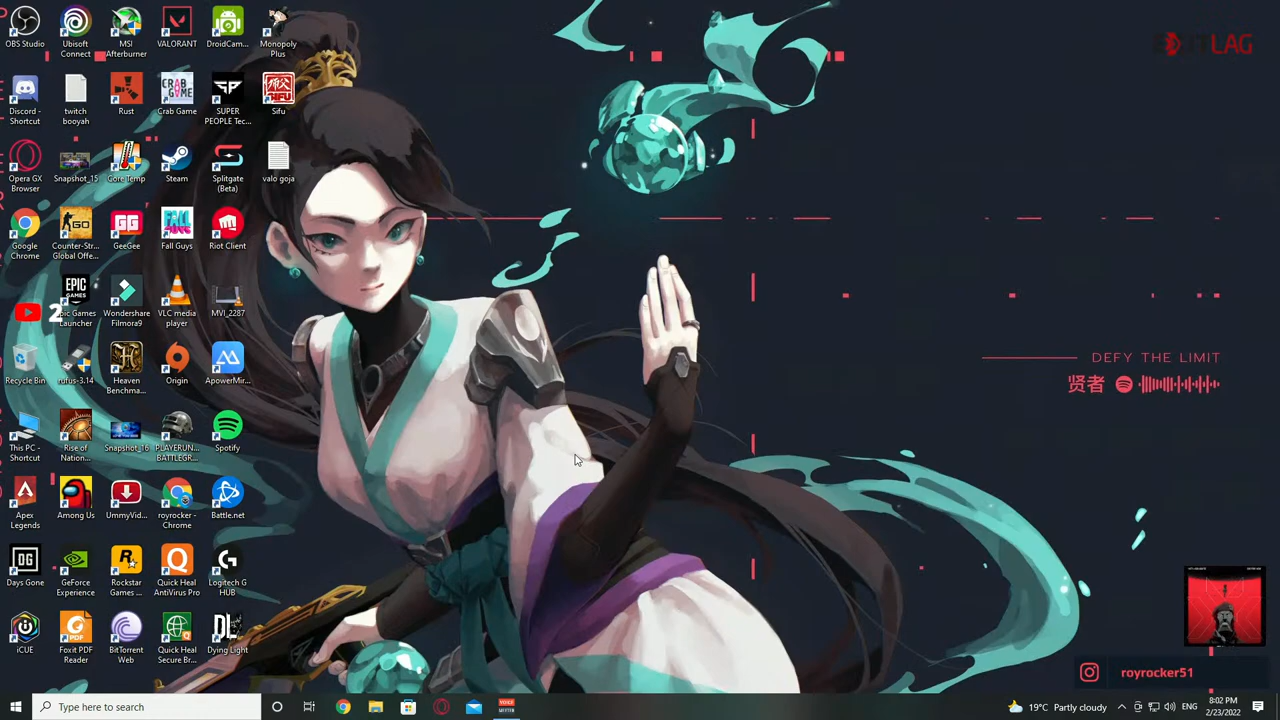 OBS Studio
Ubisoft Connect
MSI Afterburner
VALORANT
DroidCam...
Monopoly Plus
LAG
Discord - Shortcut
twitch booyah
Rust
Crab Game
SUPER PEOPLE Tec...
Sifu
Opera GX Browser
Snapshot_15
Core Temp
Steam
Splitgate (Beta)
valo goja
Google Chrome
Counter-Str... Global Offe...
GeeGee
Fall Guys
Riot Client
Epic Games Launcher
Wondershare Filmora9
VLC media player
MVI_2287
Recycle Bin
rufus-3.14
Heaven Benchma...
Origin
ApowerMir...
DEFY THE LIMIT
贤者
This PC - Shortcut
Rise of Nation...
Snapshot_16
PLAYERUN... BATTLEGR...
Spotify
Apex Legends
Among Us
UmmyVid...
royrocker - Chrome
Battle.net
Days Gone
GeForce Experience
Rockstar Games ...
Quick Heal AntiVirus Pro
Logitech G HUB
iCUE
Foxit PDF Reader
BitTorrent Web
Quick Heal Secure Br...
Dying Light
royrocker51
Type here to search
19°C Partly cloudy
ENG
8:02 PM
2/23/2022